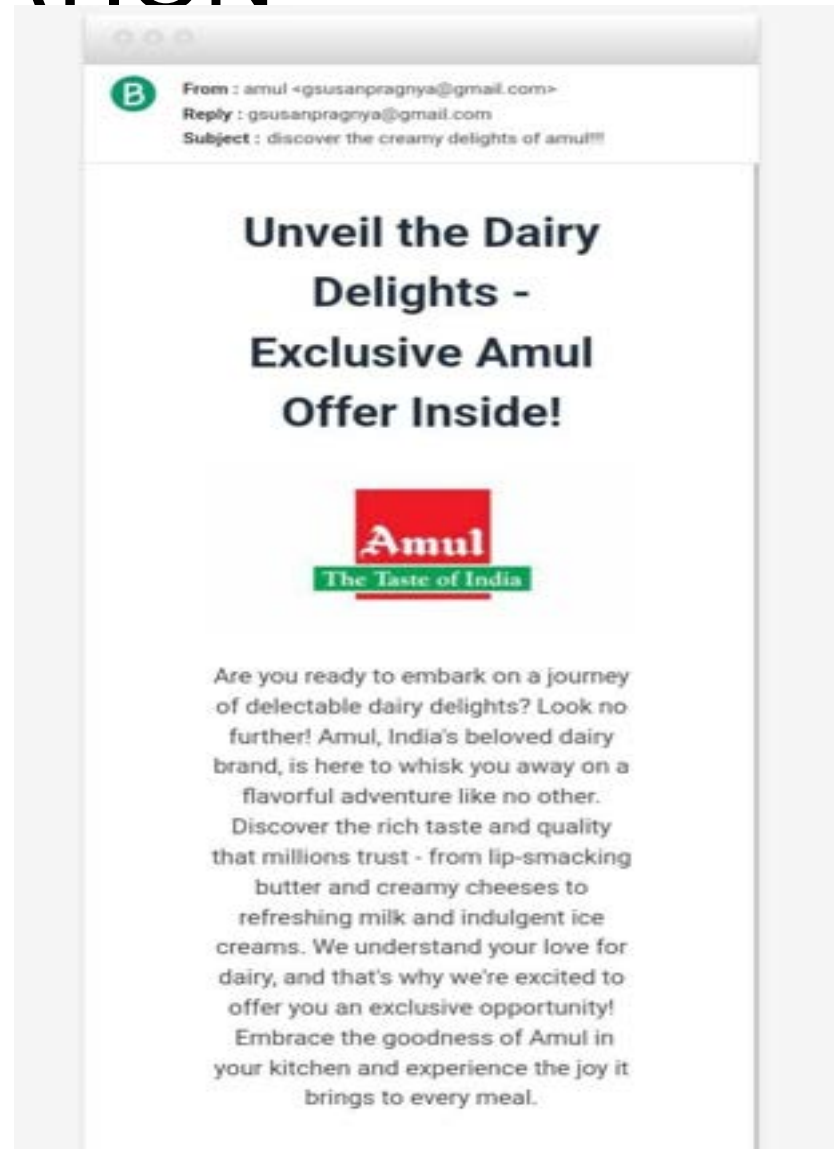 B
From : amul <gsusanpragnya@gmail.com>
Reply : gsusanpragnya@gmail.com
Subject : discover the creamy delights of amul!!!
Unveil the Dairy
Delights -
Exclusive Amul
Offer Inside!
Amul
The Taste of India
Are you ready to embark on a journey
of delectable dairy delights? Look no
further! Amul, India's beloved dairy
brand, is here to whisk you away on a
flavorful adventure like no other.
Discover the rich taste and quality
that millions trust - from lip-smacking
butter and creamy cheeses to
refreshing milk and indulgent ice
creams. We understand your love for
dairy, and that's why we're excited to
offer you an exclusive opportunity!
Embrace the goodness of Amul in
your kitchen and experience the joy it
brings to every meal.